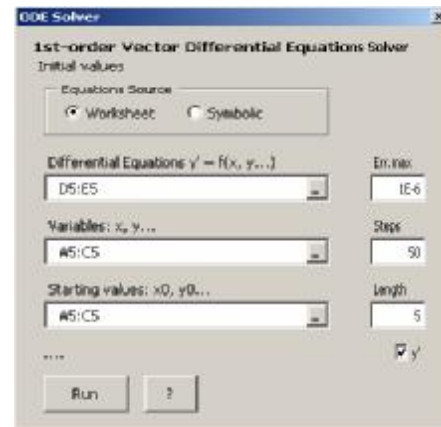 ODE Solver
1st-order Vector Differential Equations Solver
Initial values
Equations Source
Worksheet Symbolic
Differential Equations y' = f(x, y...) Err.max
D5:E5 1E-6
Variables: x, y... Steps
A5:C5 50
Starting values: x0, y0... Length
A5:C5 5
.... y'
Run ?